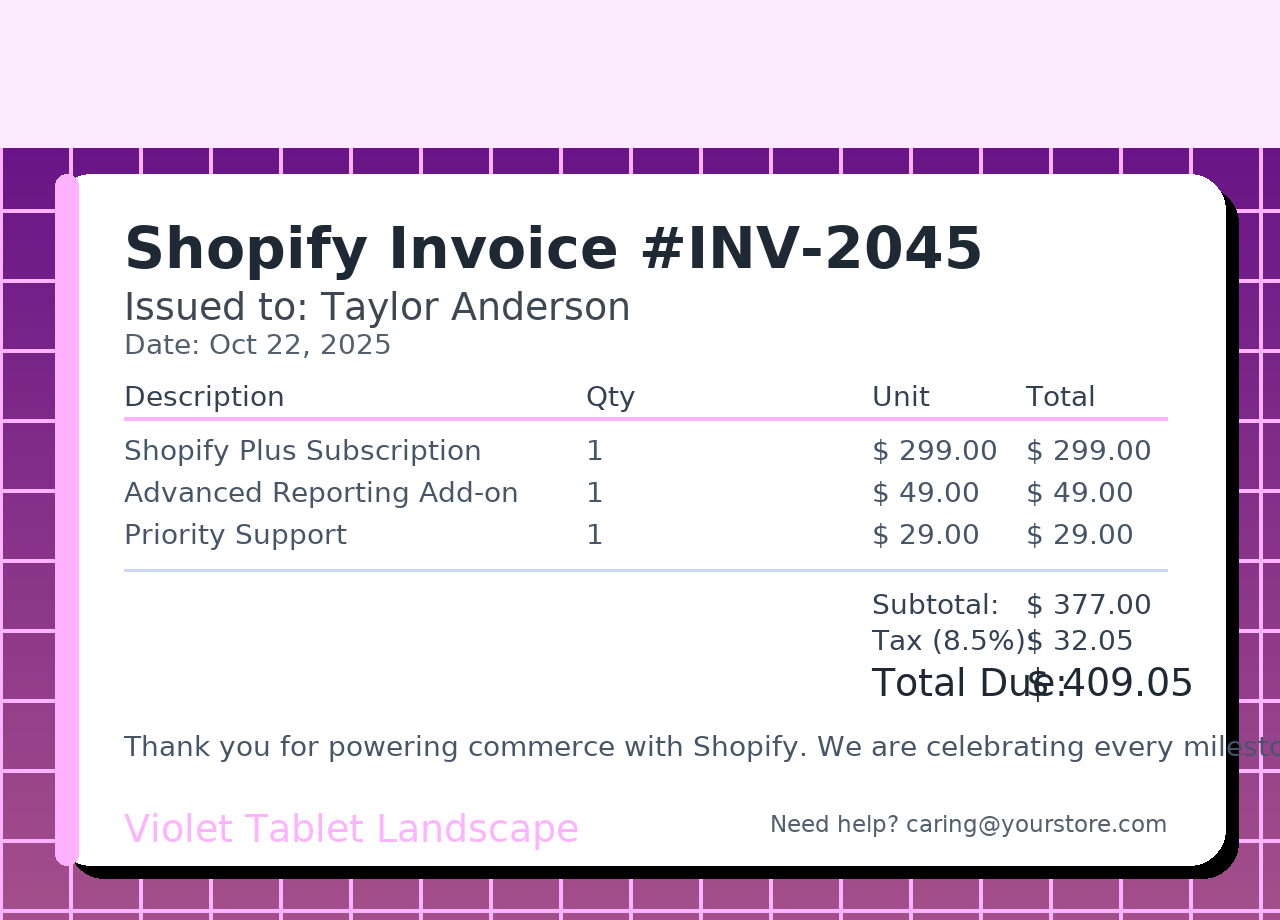 Shopify Invoice #INV-2045
Issued to: Taylor Anderson
Date: Oct 22, 2025
Description Qty Unit Total
Shopify Plus Subscription 1 $ 299.00 $ 299.00
Advanced Reporting Add-on 1 $ 49.00 $ 49.00
Priority Support 1 $ 29.00 $ 29.00
Subtotal: $ 377.00
Tax (8.5%) $ 32.05
Total Due: $ 409.05
Thank you for powering commerce with Shopify. We are celebrating every
Violet Tablet Landscape
Need help? caring@yourstore.com